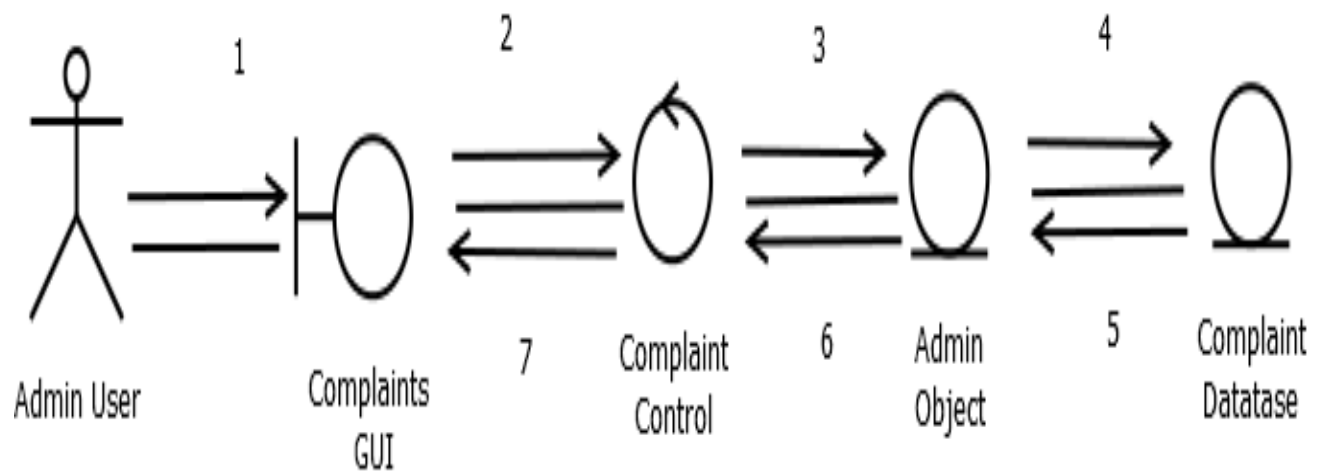 1
2
3
4
Admin User
Complaints
GUI
7
Complaint
Control
6
Admin
Object
5
Complaint
Datatase